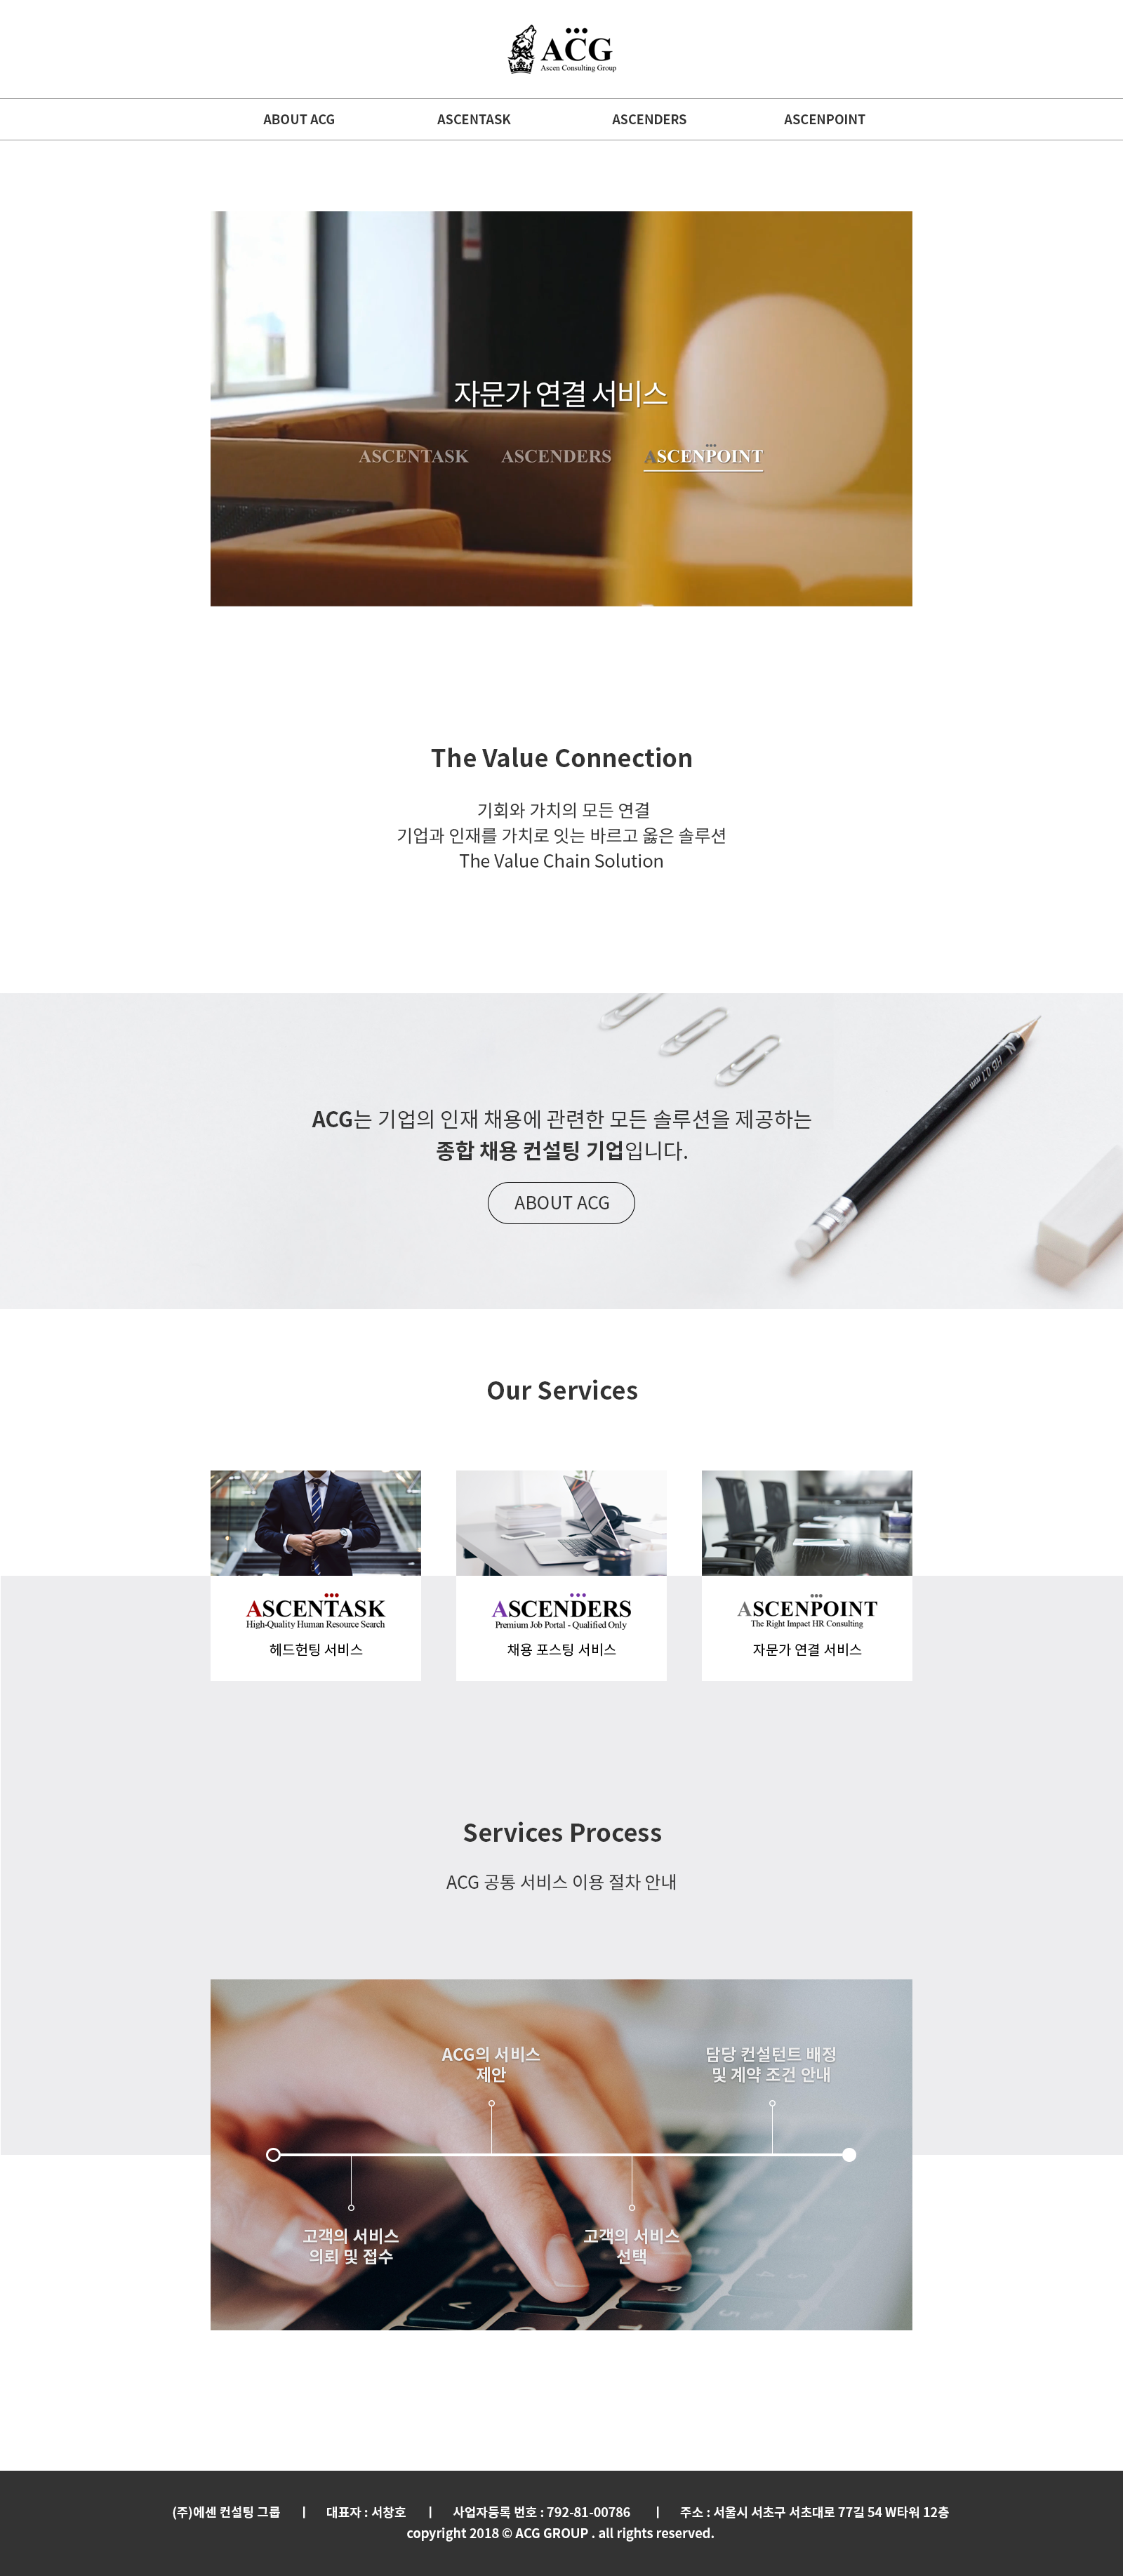 ACG
Ascen Consulting Group
ABOUT ACG
ASCENTASK
ASCENDERS
ASCENPOINT
자문가 연결 서비스
ASCENTASK
ASCENDERS
ASCENPOINT
The Value Connection
기회와 가치의 모든 연결
기업과 인재를 가치로 잇는 바르고 옳은 솔루션
The Value Chain Solution
HB 0.7 mm
ACG는 기업의 인재 채용에 관련한 모든 솔루션을 제공하는
종합 채용 컨설팅 기업입니다.
ABOUT ACG
Our Services
ASCENTASK
High-Quality Human Resource Search
헤드헌팅 서비스
ASCENDERS
Premium Job Portal - Qualified Only
채용 포스팅 서비스
ASCENPOINT
The Right Impact HR Consulting
자문가 연결 서비스
Services Process
ACG 공통 서비스 이용 절차 안내
ACG의 서비스
제안
담당 컨설턴트 배정
및 계약 조건 안내
고객의 서비스
의뢰 및 접수
고객의 서비스
선택
(주)에센 컨설팅 그룹 | 대표자 : 서창호 | 사업자등록 번호 : 792-81-00786 | 주소 : 서울시 서초구 서초대로 77길 54 W타워 12층
copyright 2018 © ACG GROUP . all rights reserved.